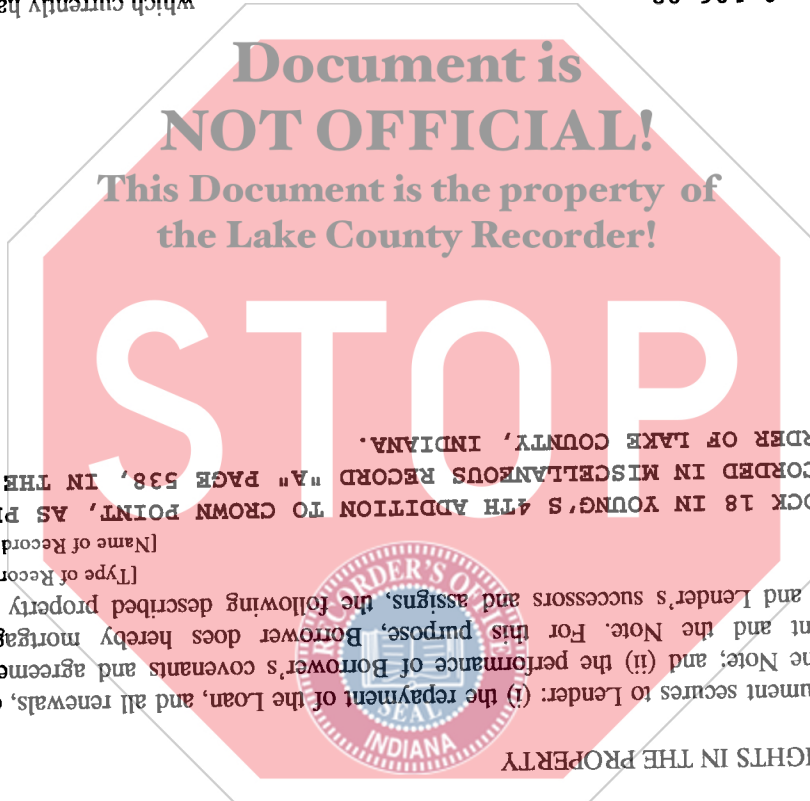 Document is
NOT OFFICIAL!
This Document is the property of
the Lake County Recorder!
STOP
RECORDER'S OFFICE
SEAL
INDIANA
IGHTS IN THE PROPERTY
ument secures to Lender: (i) the repayment of the Loan, and all renewals,
he Note; and (ii) the performance of Borrower's covenants and agreeme
nt and the Note. For this purpose, Borrower does hereby mortgag
and Lender's successors and assigns, the following described property
[Type of Recor
[Name of Record
OCK 18 IN YOUNG'S 4TH ADDITION TO CROWN POINT, AS P
CORDED IN MISCELLANEOUS RECORD "A" PAGE 538, IN THE
RDER OF LAKE COUNTY, INDIANA.
which currently ha